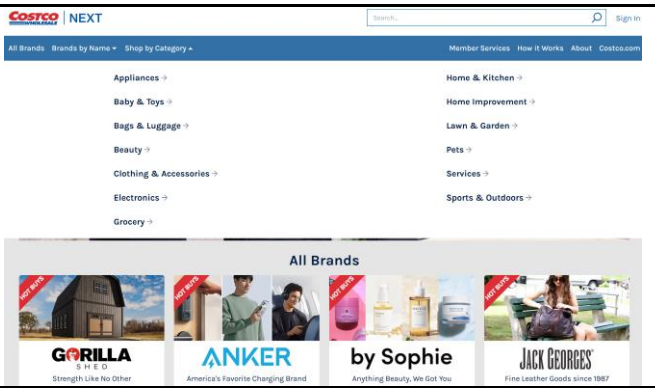 COSTCO WHOLESALE | NEXT
Search...
Sign In
All Brands Brands by Name Shop by Category Member Services How it Works About Costco.com
Appliances → Home & Kitchen →
Baby & Toys → Home Improvement →
Bags & Luggage → Lawn & Garden →
Beauty → Pets →
Clothing & Accessories → Services →
Electronics → Sports & Outdoors →
Grocery →
All Brands
HOT BUYS HOT BUYS HOT BUYS HOT BUYS
GORILLA SHED
Strength Like No Other
ANKER
America's Favorite Charging Brand
by Sophie
Anything Beauty, We Got You
JACK GEORGES
Fine Leather Goods since 1987